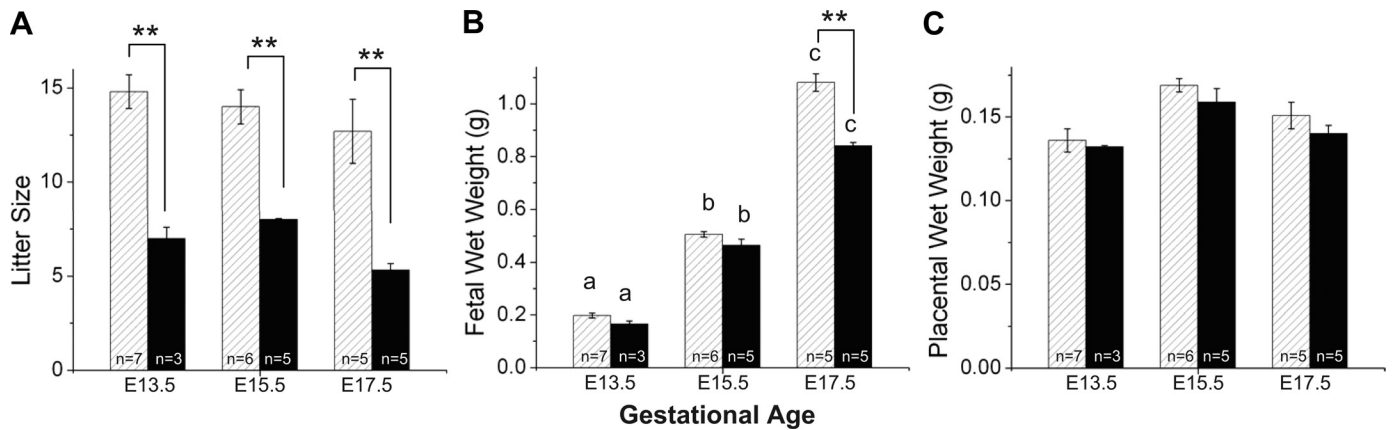 A
Litter Size
15
10
5
0
**
**
**
n=7 n=3 n=6 n=5 n=5 n=5
E13.5 E15.5 E17.5
B
Fetal Wet Weight (g)
1.0
0.8
0.6
0.4
0.2
0.0
**
a a b b c c
n=7 n=3 n=6 n=5 n=5 n=5
E13.5 E15.5 E17.5
Gestational Age
C
Placental Wet Weight (g)
0.15
0.10
0.05
0.00
n=7 n=3 n=6 n=5 n=5 n=5
E13.5 E15.5 E17.5